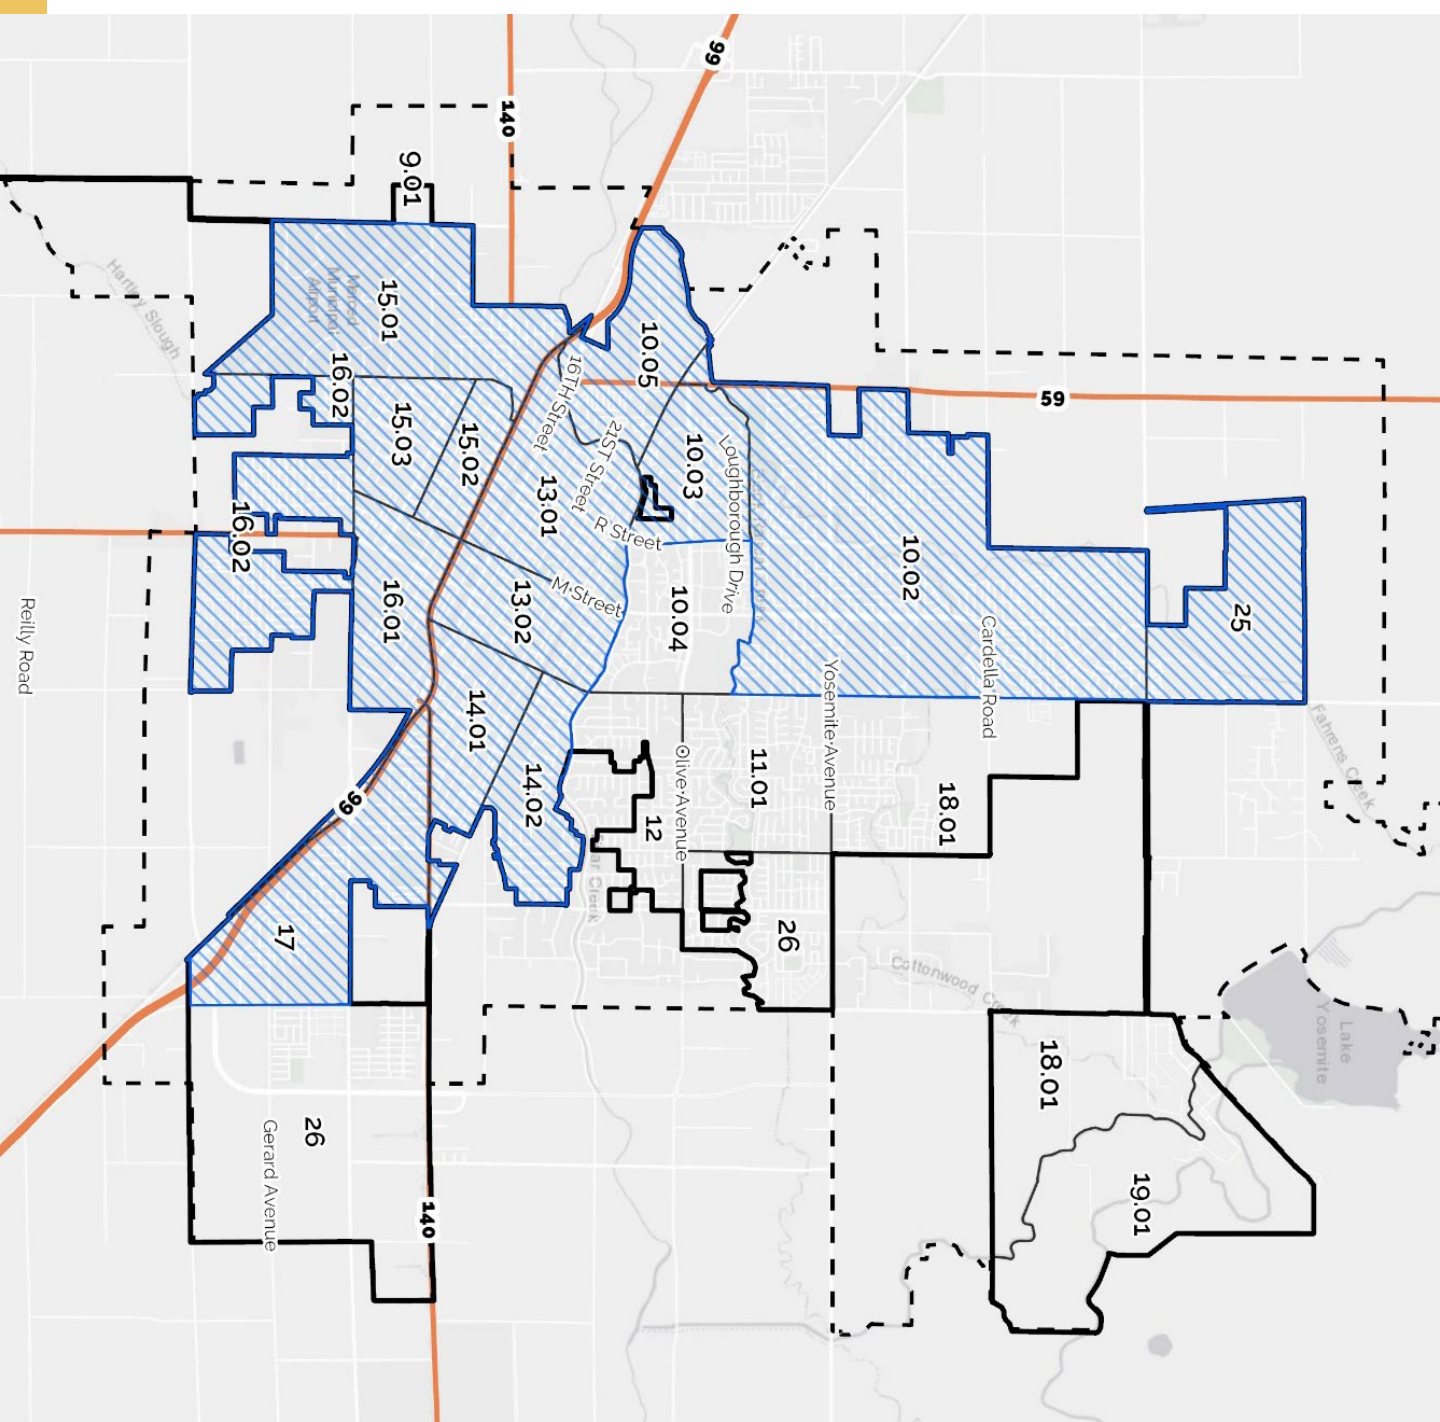 99
140
9.01
Hartley Slough
Merced
Municipal
Airport
15.01
16.02
10.05
16TH Street
59
15.03
15.02
21ST Street
10.03
Loughborough Drive
13.01
R Street
16.02
10.02
M Street
13.02
16.01
10.04
25
Reilly Road
Cardella Road
Yosemite Avenue
14.01
Fahrens Creek
14.02
Olive Avenue
11.01
12
18.01
99
17
26
Cottonwood Creek
Lake
Yosemite
18.01
26
Gerard Avenue
140
19.01